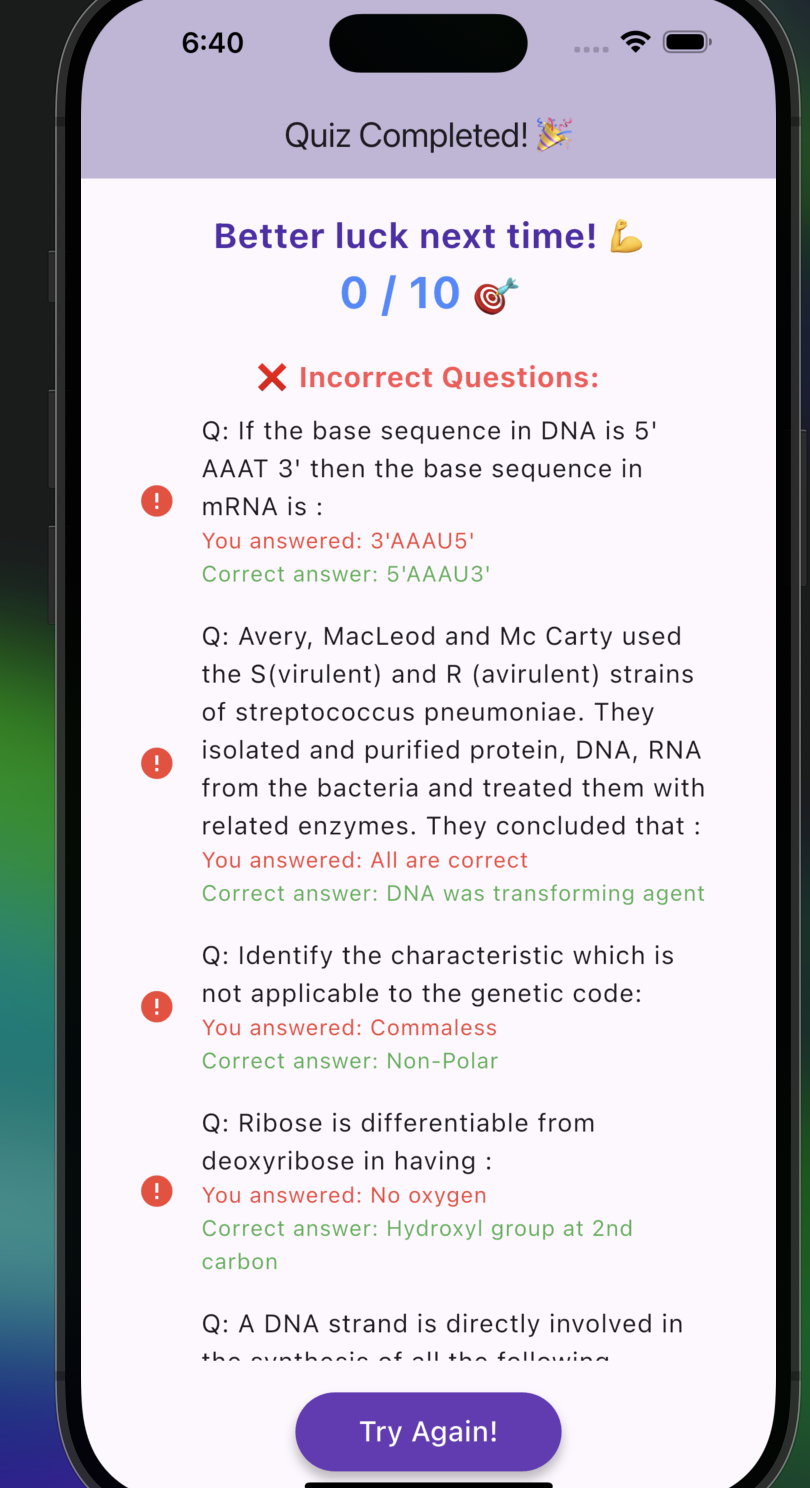 6:40
Quiz Completed! 🎉
Better luck next time! 💪
0 / 10 🎯
❌ Incorrect Questions:
Q: If the base sequence in DNA is 5'
AAAT 3' then the base sequence in
mRNA is :
You answered: 3'AAAU5'
Correct answer: 5'AAAU3'
Q: Avery, MacLeod and Mc Carty used
the S(virulent) and R (avirulent) strains
of streptococcus pneumoniae. They
isolated and purified protein, DNA, RNA
from the bacteria and treated them with
related enzymes. They concluded that :
You answered: All are correct
Correct answer: DNA was transforming agent
Q: Identify the characteristic which is
not applicable to the genetic code:
You answered: Commaless
Correct answer: Non-Polar
Q: Ribose is differentiable from
deoxyribose in having :
You answered: No oxygen
Correct answer: Hydroxyl group at 2nd
carbon
Q: A DNA strand is directly involved in
the synthesis of all the following
Try Again!